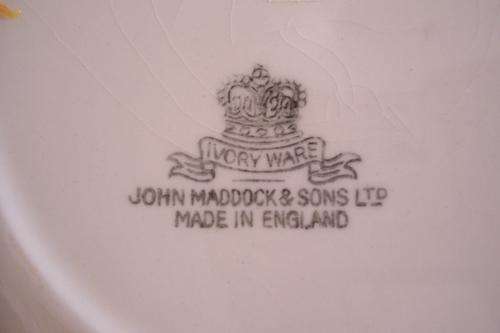 IVORY WARE
JOHN MADDOCK & SONS LTD
MADE IN ENGLAND